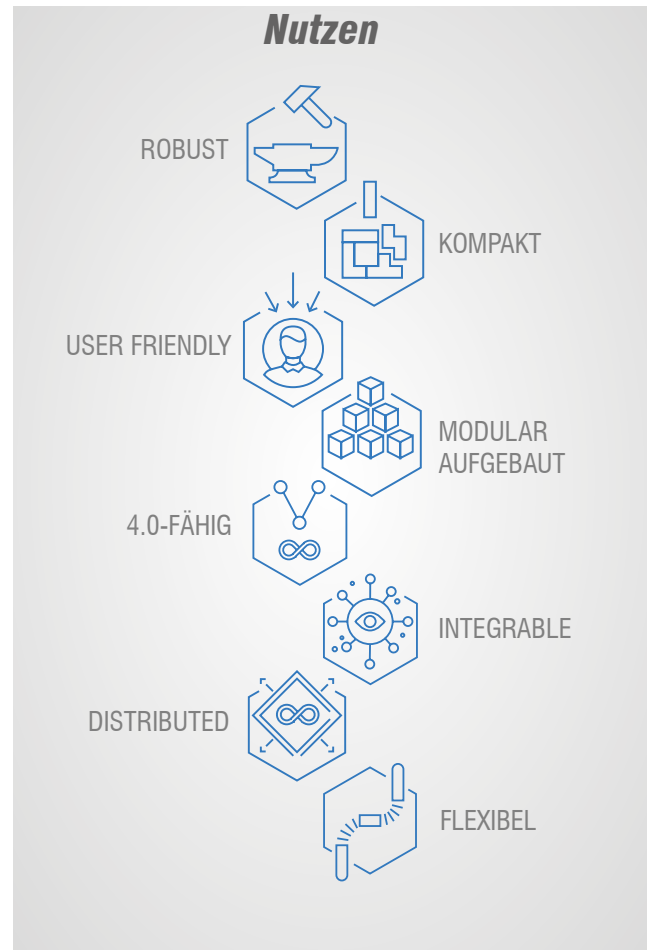 Nutzen
ROBUST
KOMPAKT
USER FRIENDLY
MODULAR
AUFGEBAUT
4.0-FÄHIG
INTEGRABLE
DISTRIBUTED
FLEXIBEL